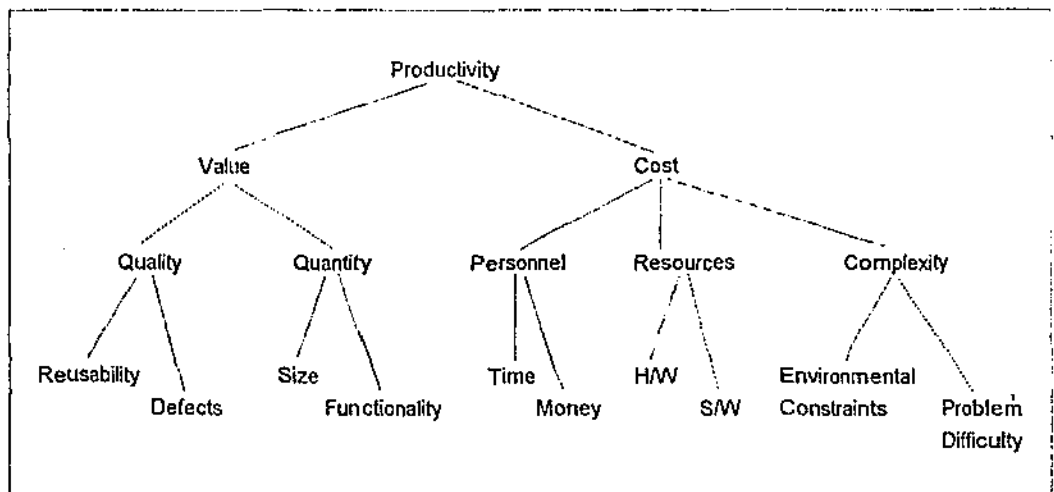 Productivity
Value Cost
Quality Quantity Personnel Resources Complexity
Reusability Size Time H/W Environmental
Defects Functionality Money S/W Constraints Problem
Difficulty